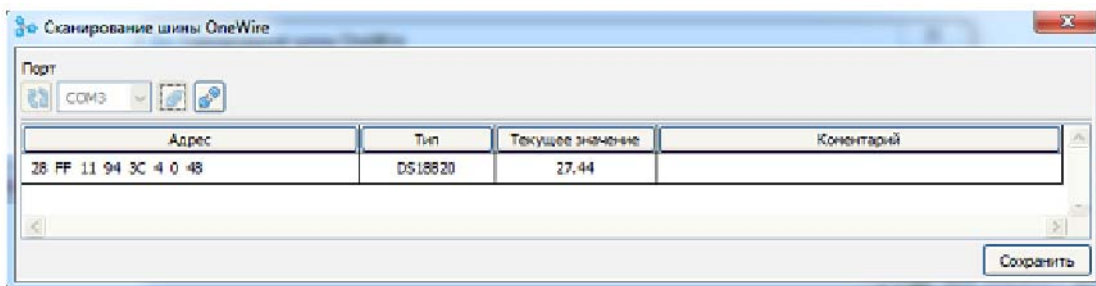 Сканирование шины OneWire
Порт
COM3
Адрес Тип Текущее значение Коментарий
28 FF 11 94 3C 4 0 48 DS18B20 27.44
Сохранить